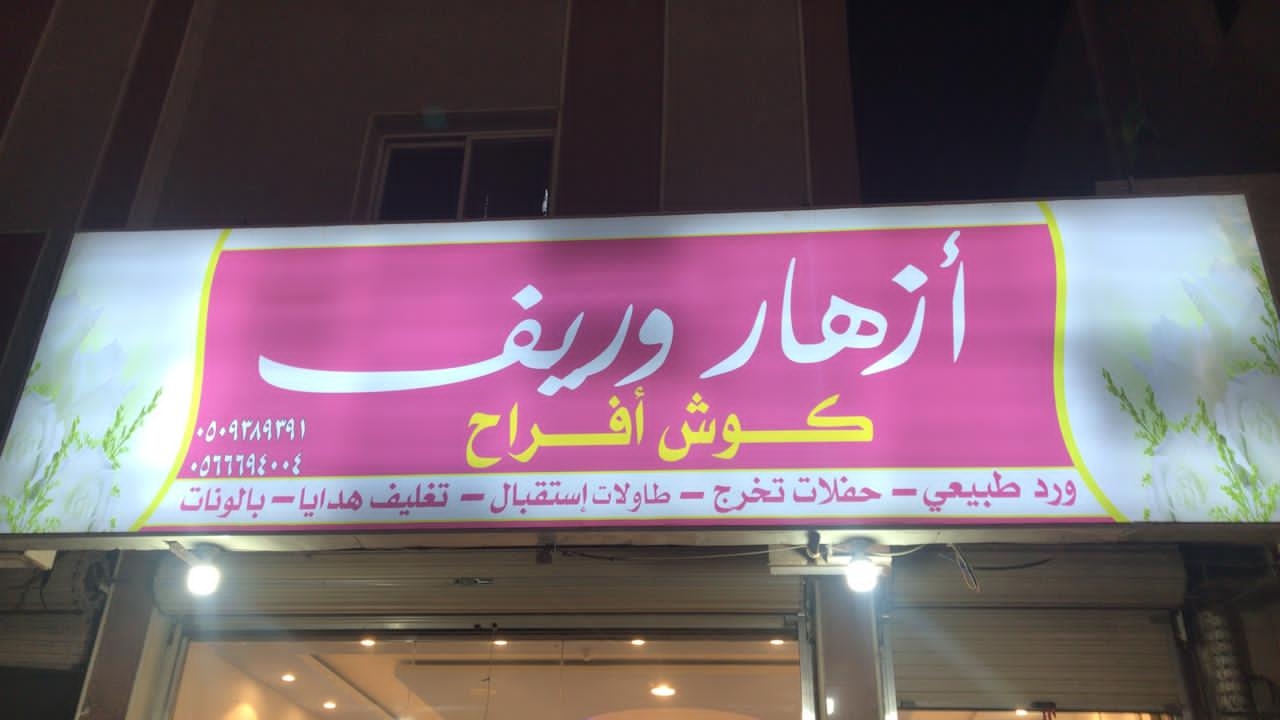 أزهار وريف
كوش أفراح
٠٥٠٩٣٨٩٣٩١
٠٥٦٦٦٩٤٠٠٤
ورد طبيعي – حفلات تخرج – طاولات إستقبال – تغليف هدايا – بالونات